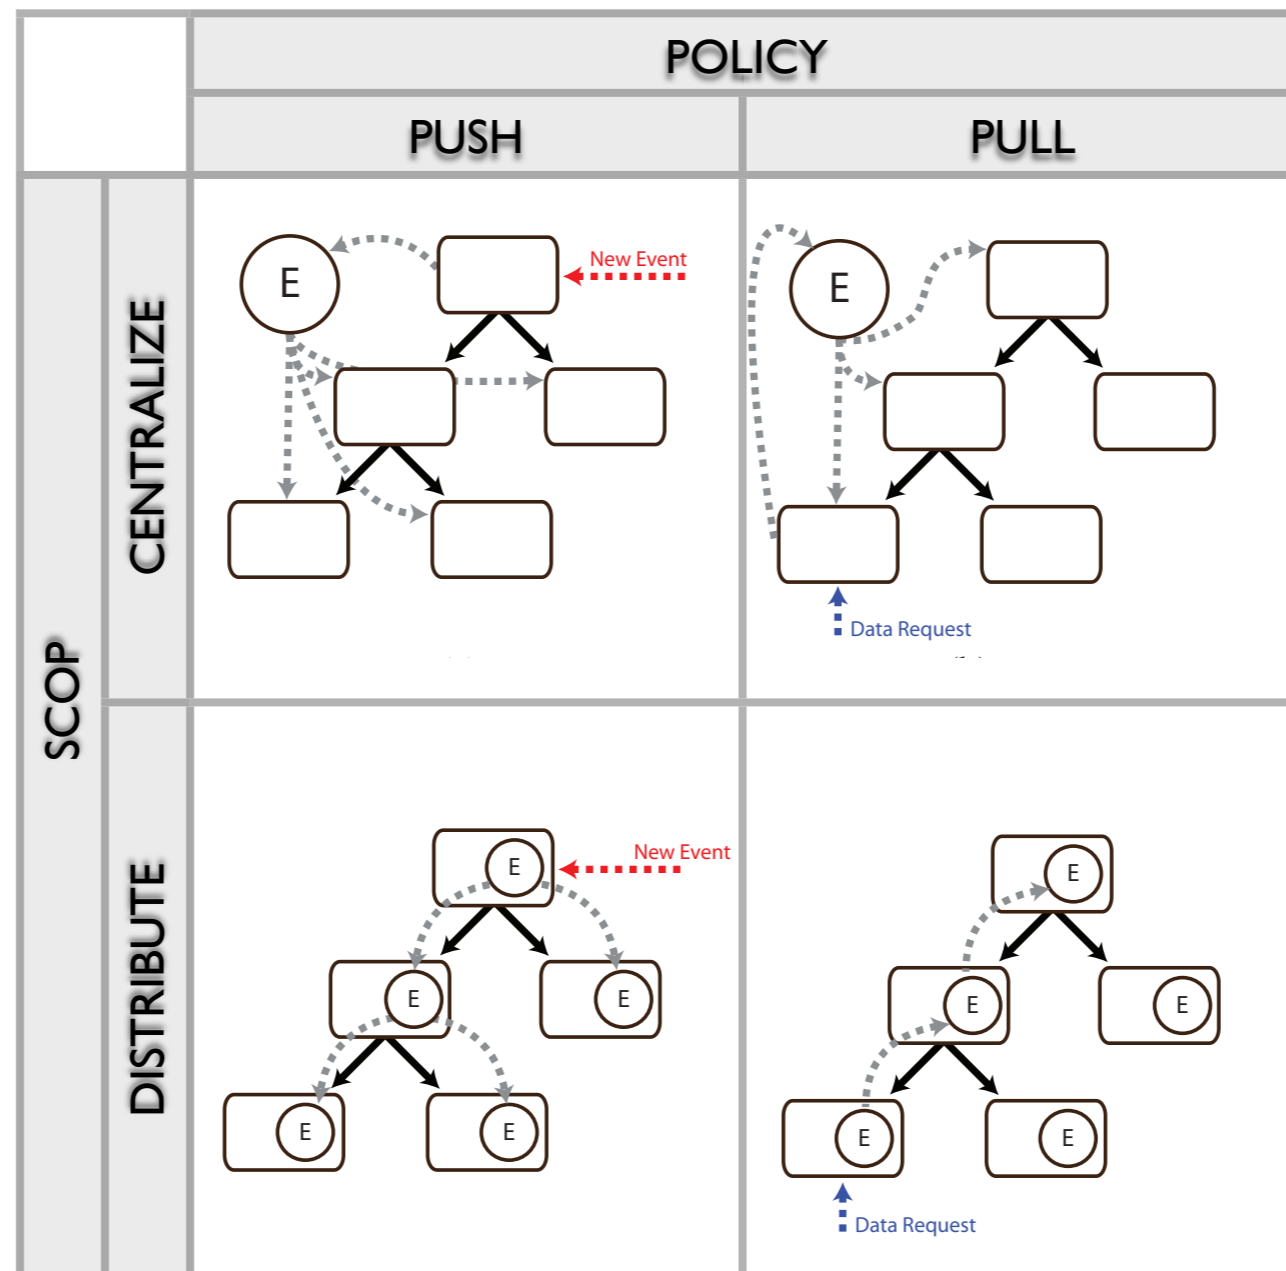 POLICY
PUSH
PULL
SCOP
CENTRALIZE
E
New Event
E
Data Request
DISTRIBUTE
E
New Event
E
E
E
E
E
E
E
E
E
Data Request